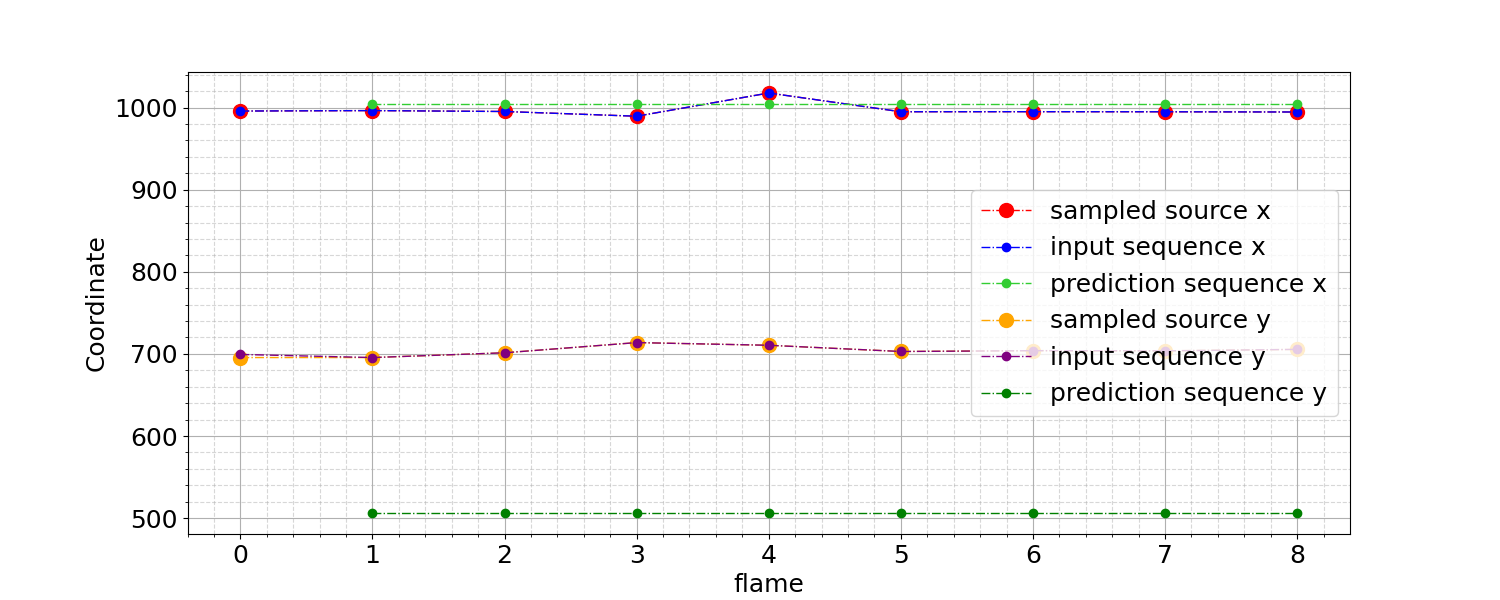 1000
900
800
700
600
500
Coordinate
sampled source x
input sequence x
prediction sequence x
sampled source y
input sequence y
prediction sequence y
0 1 2 3 4 5 6 7 8
flame